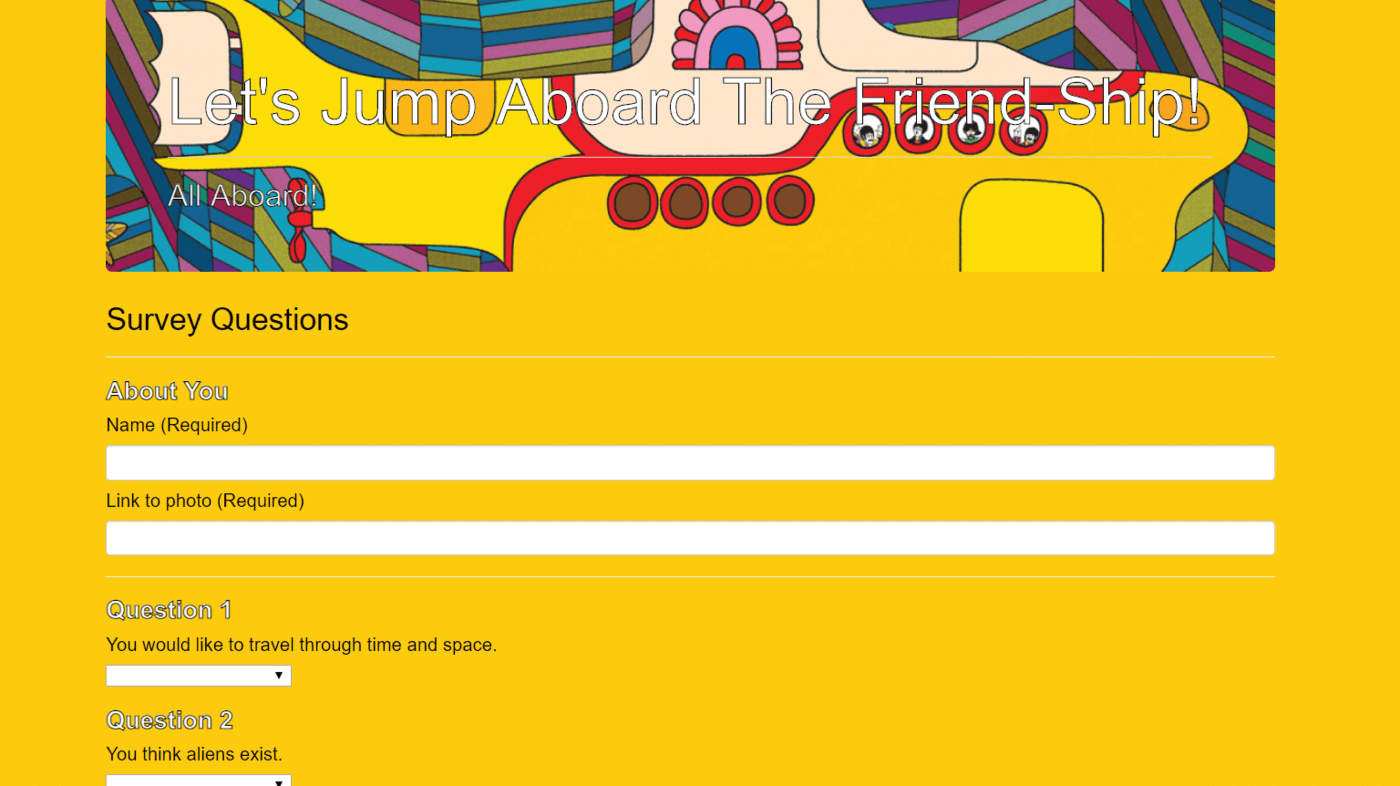 Let's Jump Aboard The Friend-Ship!
All Aboard!
Survey Questions
About You
Name (Required)
Link to photo (Required)
Question 1
You would like to travel through time and space.
Question 2
You think aliens exist.